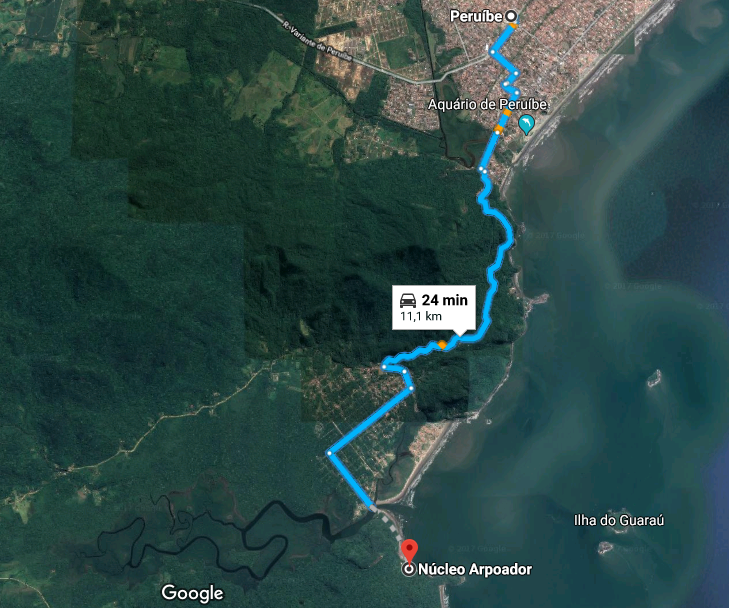 Peruíbe
R.-Variante de Peruíbe
Aquário de Peruíbe
24 min
11,1 km
Ilha do Guaraú
Núcleo Arpoador
Google